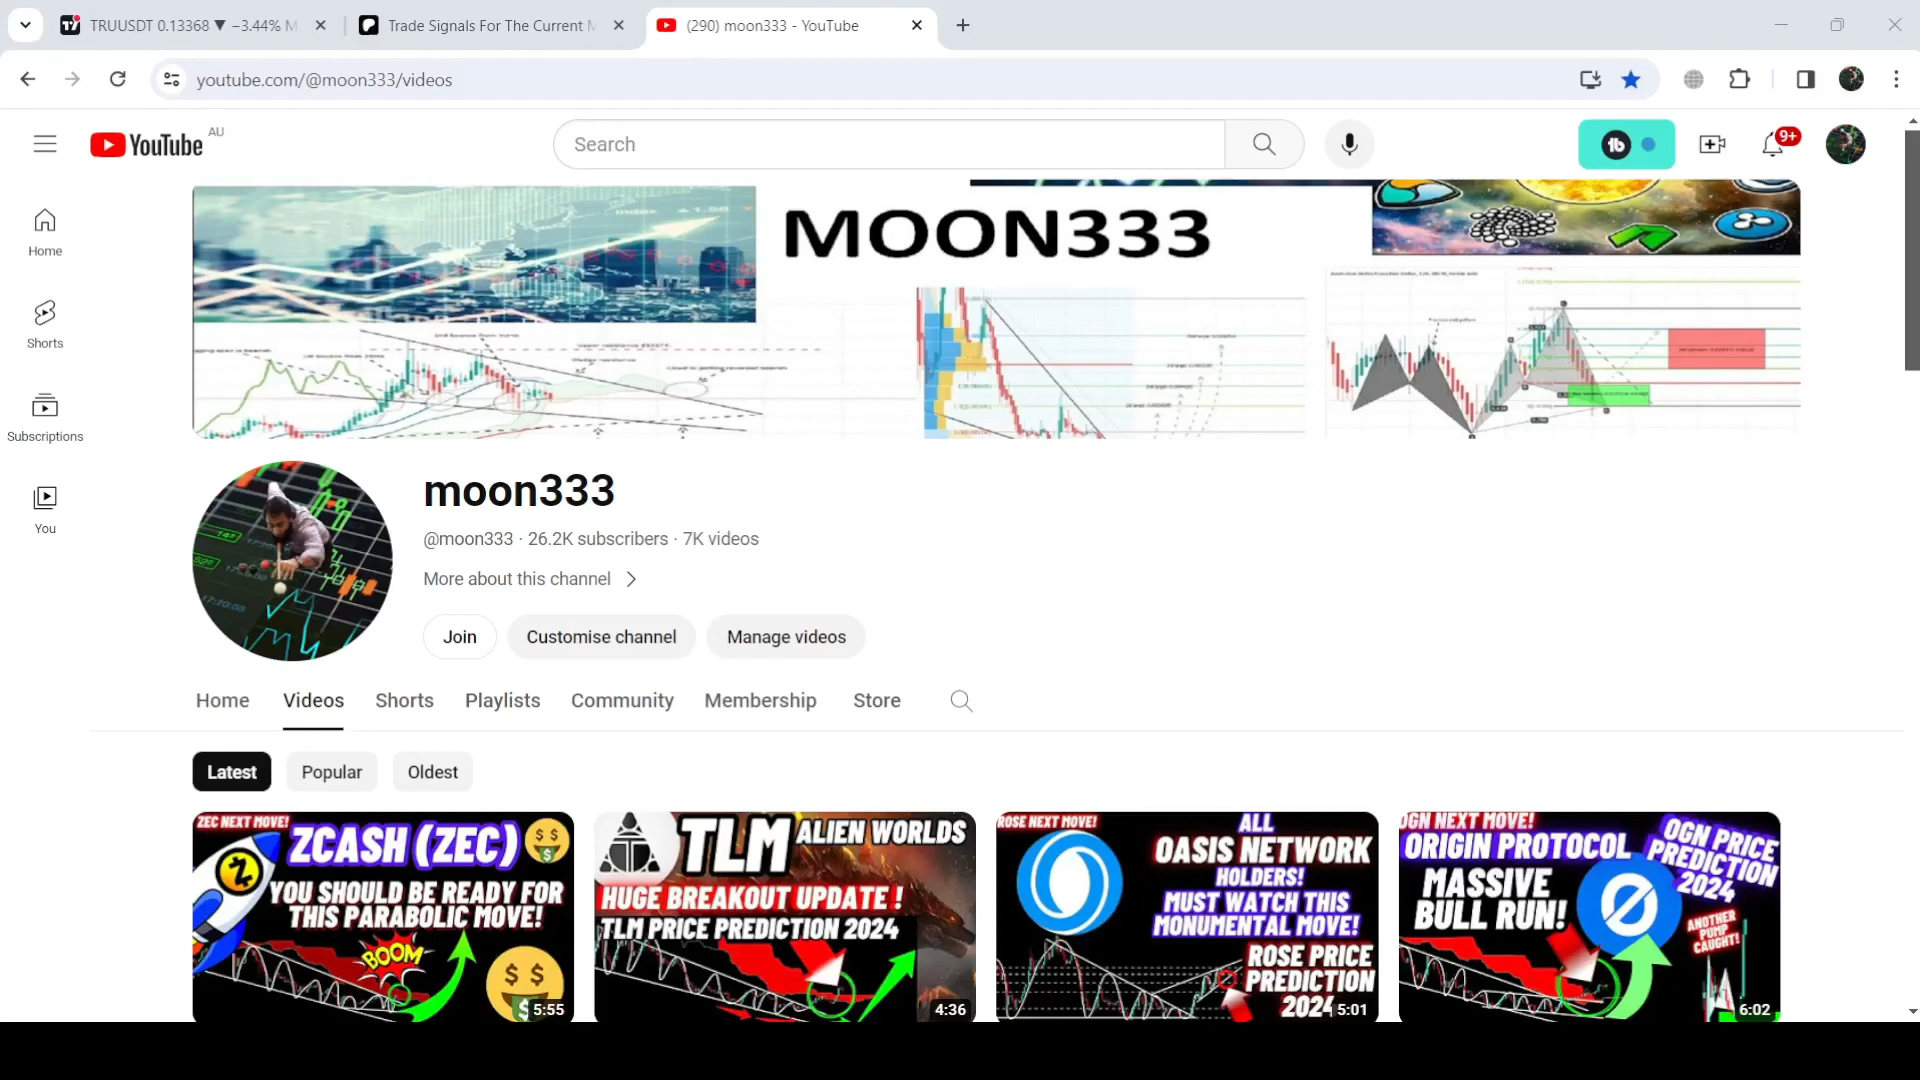 TRUUSDT 0.13368 ▼ −3.44%
Trade Signals For The Current
(290) moon333 - YouTube
youtube.com/@moon333/videos
YouTube AU
Search
9+
Home
Shorts
Subscriptions
You
MOON333
moon333
@moon333 · 26.2K subscribers · 7K videos
More about this channel
Join
Customise channel
Manage videos
Home
Videos
Shorts
Playlists
Community
Membership
Store
Latest
Popular
Oldest
ZEC NEXT MOVE!
ZCASH (ZEC)
YOU SHOULD BE READY FOR
THIS PARABOLIC MOVE!
BOOM
5:55
TLM ALIEN WORLDS
HUGE BREAKOUT UPDATE !
TLM PRICE PREDICTION 2024
4:36
ROSE NEXT MOVE!
ALL
OASIS NETWORK
HOLDERS!
MUST WATCH THIS
MONUMENTAL MOVE!
ROSE PRICE
PREDICTION
2024
5:01
OGN NEXT MOVE!
ORIGIN PROTOCOL
MASSIVE
BULL RUN!
OGN PRICE
PREDICTION
2024
ANOTHER
PUMP
CAUGHT!
6:02